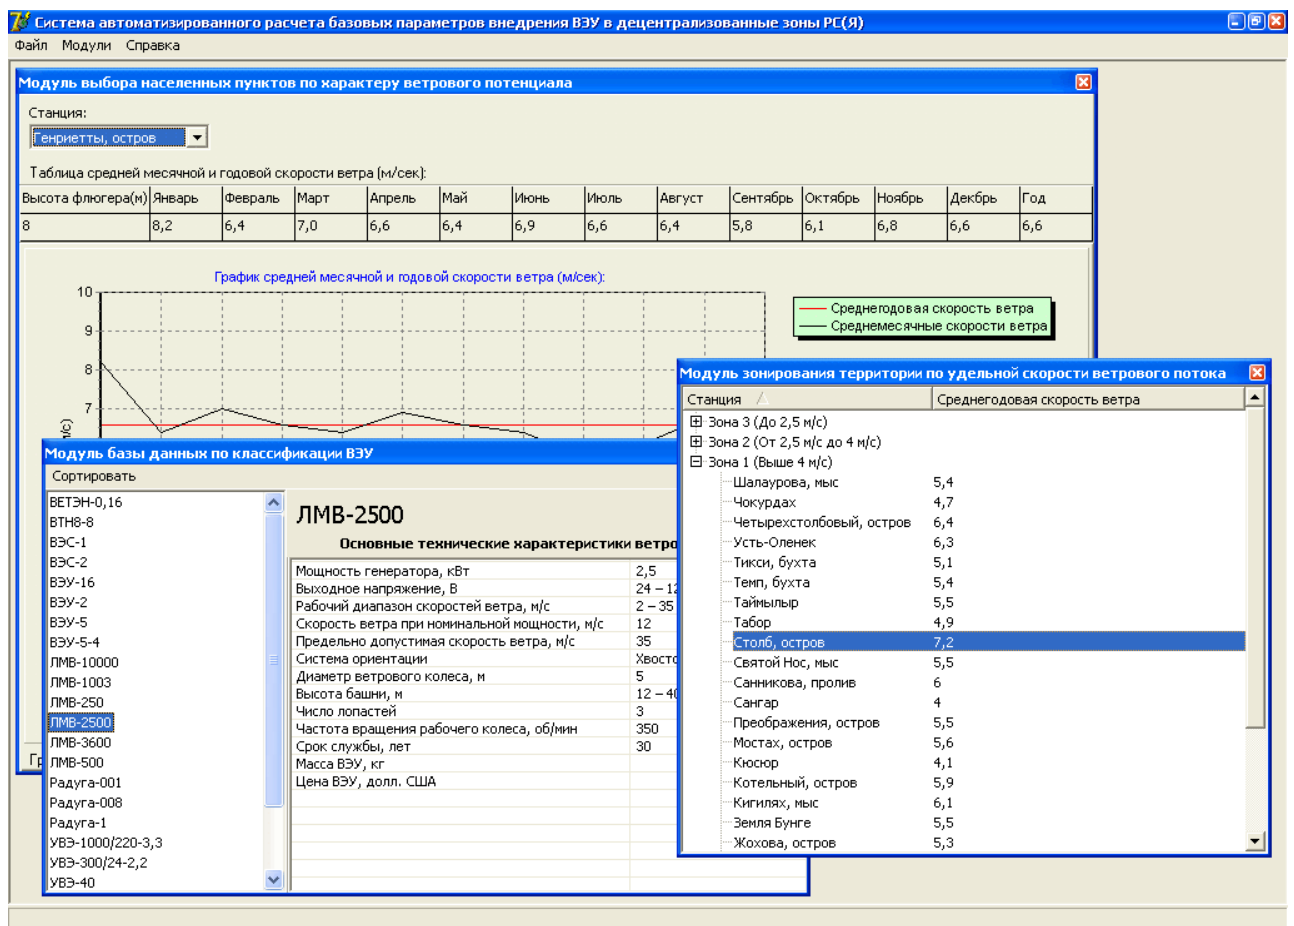 Система автоматизированного расчета базовых параметров внедрения ВЭУ в децентрализованные зоны РС(Я)
Файл Модули Справка
Модуль выбора населенных пунктов по характеру ветрового потенциала
Станция:
Генриетты, остров
Таблица средней месячной и годовой скорости ветра (м/сек):
Высота флюгера(м) Январь Февраль Март Апрель Май Июнь Июль Август Сентябрь Октябрь Ноябрь Декбрь Год
8 8,2 6,4 7,0 6,6 6,4 6,9 6,6 6,4 5,8 6,1 6,8 6,6 6,6
График средней месячной и годовой скорости ветра (м/сек):
10
9
8
7
Среднегодовая скорость ветра
Среднемесячные скорости ветра
Модуль базы данных по классификации ВЭУ
Сортировать
ВЕТЭН-0,16
ВТН8-8
ВЭС-1
ВЭС-2
ВЭУ-16
ВЭУ-2
ВЭУ-5
ВЭУ-5-4
ЛМВ-10000
ЛМВ-1003
ЛМВ-250
ЛМВ-2500
ЛМВ-3600
ЛМВ-500
Радуга-001
Радуга-008
Радуга-1
УВЭ-1000/220-3,3
УВЭ-300/24-2,2
УВЭ-40
ЛМВ-2500
Основные технические характеристики ветро
Мощность генератора, кВт 2,5
Выходное напряжение, В 24 – 12
Рабочий диапазон скоростей ветра, м/с 2 – 35
Скорость ветра при номинальной мощности, м/с 12
Предельно допустимая скорость ветра, м/с 35
Система ориентации Хвосто
Диаметр ветрового колеса, м 5
Высота башни, м 12 – 40
Число лопастей 3
Частота вращения рабочего колеса, об/мин 350
Срок службы, лет 30
Масса ВЭУ, кг
Цена ВЭУ, долл. США
Модуль зонирования территории по удельной скорости ветрового потока
Станция Среднегодовая скорость ветра
Зона 3 (До 2,5 м/с)
Зона 2 (От 2,5 м/с до 4 м/с)
Зона 1 (Выше 4 м/с)
Шалаурова, мыс 5,4
Чокурдах 4,7
Четырехстолбовый, остров 6,4
Усть-Оленек 6,3
Тикси, бухта 5,1
Темп, бухта 5,4
Таймылыр 5,5
Табор 4,9
Столб, остров 7,2
Святой Нос, мыс 5,5
Санникова, пролив 6
Сангар 4
Преображения, остров 5,5
Мостах, остров 5,6
Кюсюр 4,1
Котельный, остров 5,9
Кигилях, мыс 6,1
Земля Бунге 5,5
Жохова, остров 5,3